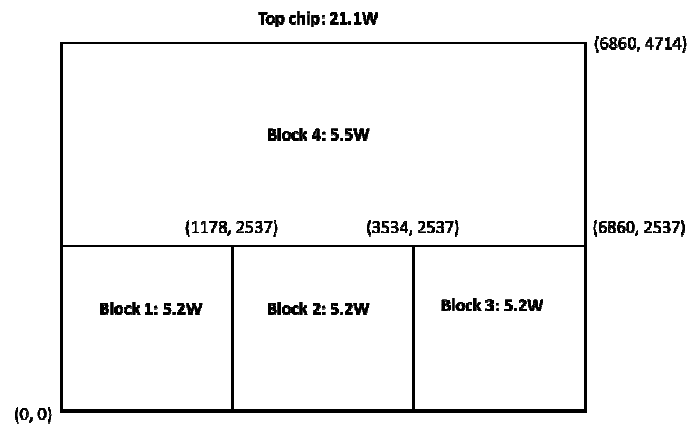 Top chip: 21.1W
(6860, 4714)
Block 4: 5.5W
(1178, 2537)
(3534, 2537)
(6860, 2537)
Block 1: 5.2W
Block 2: 5.2W
Block 3: 5.2W
(0, 0)